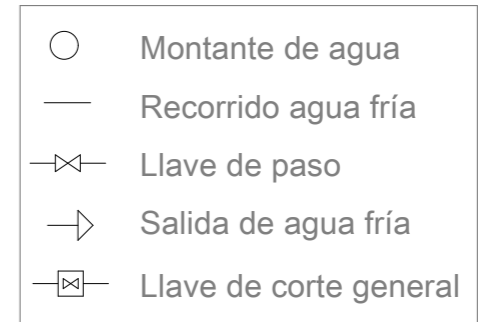 Montante de agua
Recorrido agua fría
Llave de paso
Salida de agua fría
Llave de corte general